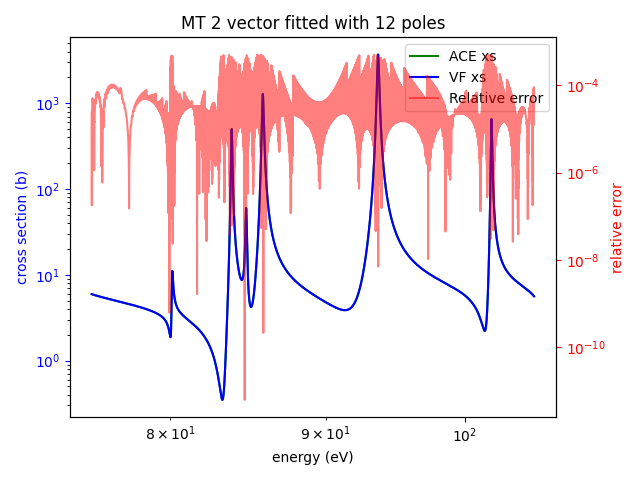 MT 2 vector fitted with 12 poles
ACE xs
VF xs
Relative error
cross section (b)
10³
10²
10¹
10⁰
10⁻⁴
10⁻⁶
10⁻⁸
10⁻¹⁰
relative error
8 × 10¹
9 × 10¹
10²
energy (eV)